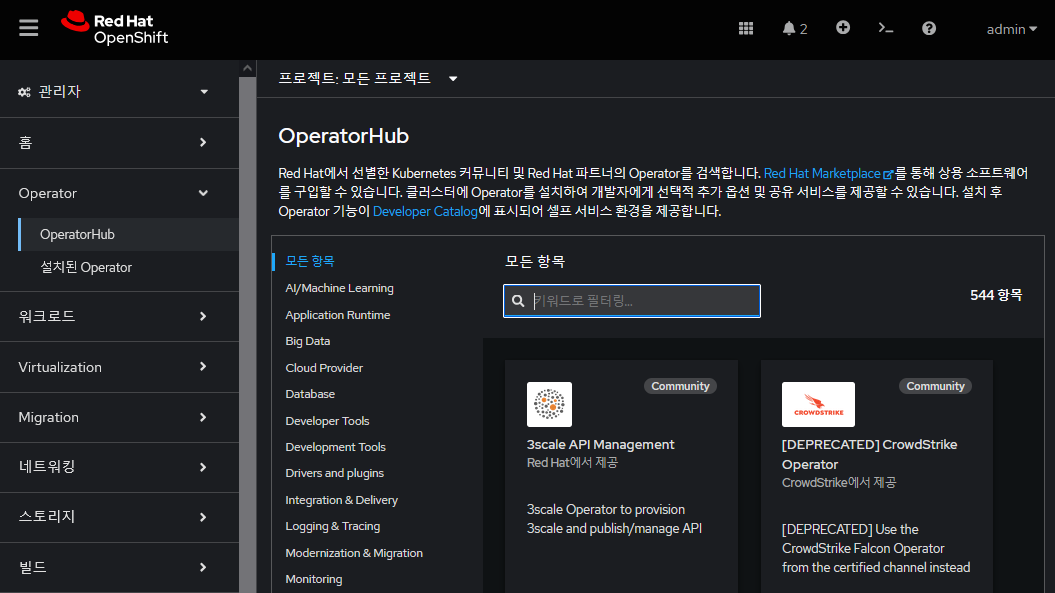 Red Hat
OpenShift
2
admin
관리자
홈
Operator
OperatorHub
설치된 Operator
워크로드
Virtualization
Migration
네트워킹
스토리지
빌드
프로젝트: 모든 프로젝트
OperatorHub
Red Hat에서 선별한 Kubernetes 커뮤니티 및 Red Hat 파트너의 Operator를 검색합니다. Red Hat Marketplace를 통해 상용 소프트웨어
를 구입할 수 있습니다. 클러스터에 Operator를 설치하여 개발자에게 선택적 추가 옵션 및 공유 서비스를 제공할 수 있습니다. 설치 후
Operator 기능이 Developer Catalog에 표시되어 셀프 서비스 환경을 제공합니다.
모든 항목
AI/Machine Learning
Application Runtime
Big Data
Cloud Provider
Database
Developer Tools
Development Tools
Drivers and plugins
Integration & Delivery
Logging & Tracing
Modernization & Migration
Monitoring
모든 항목
키워드로 필터링...
544 항목
Community
3scale API Management
Red Hat에서 제공
3scale Operator to provision
3scale and publish/manage API
Community
CROWDSTRIKE
[DEPRECATED] CrowdStrike
Operator
CrowdStrike에서 제공
[DEPRECATED] Use the
CrowdStrike Falcon Operator
from the certified channel instead